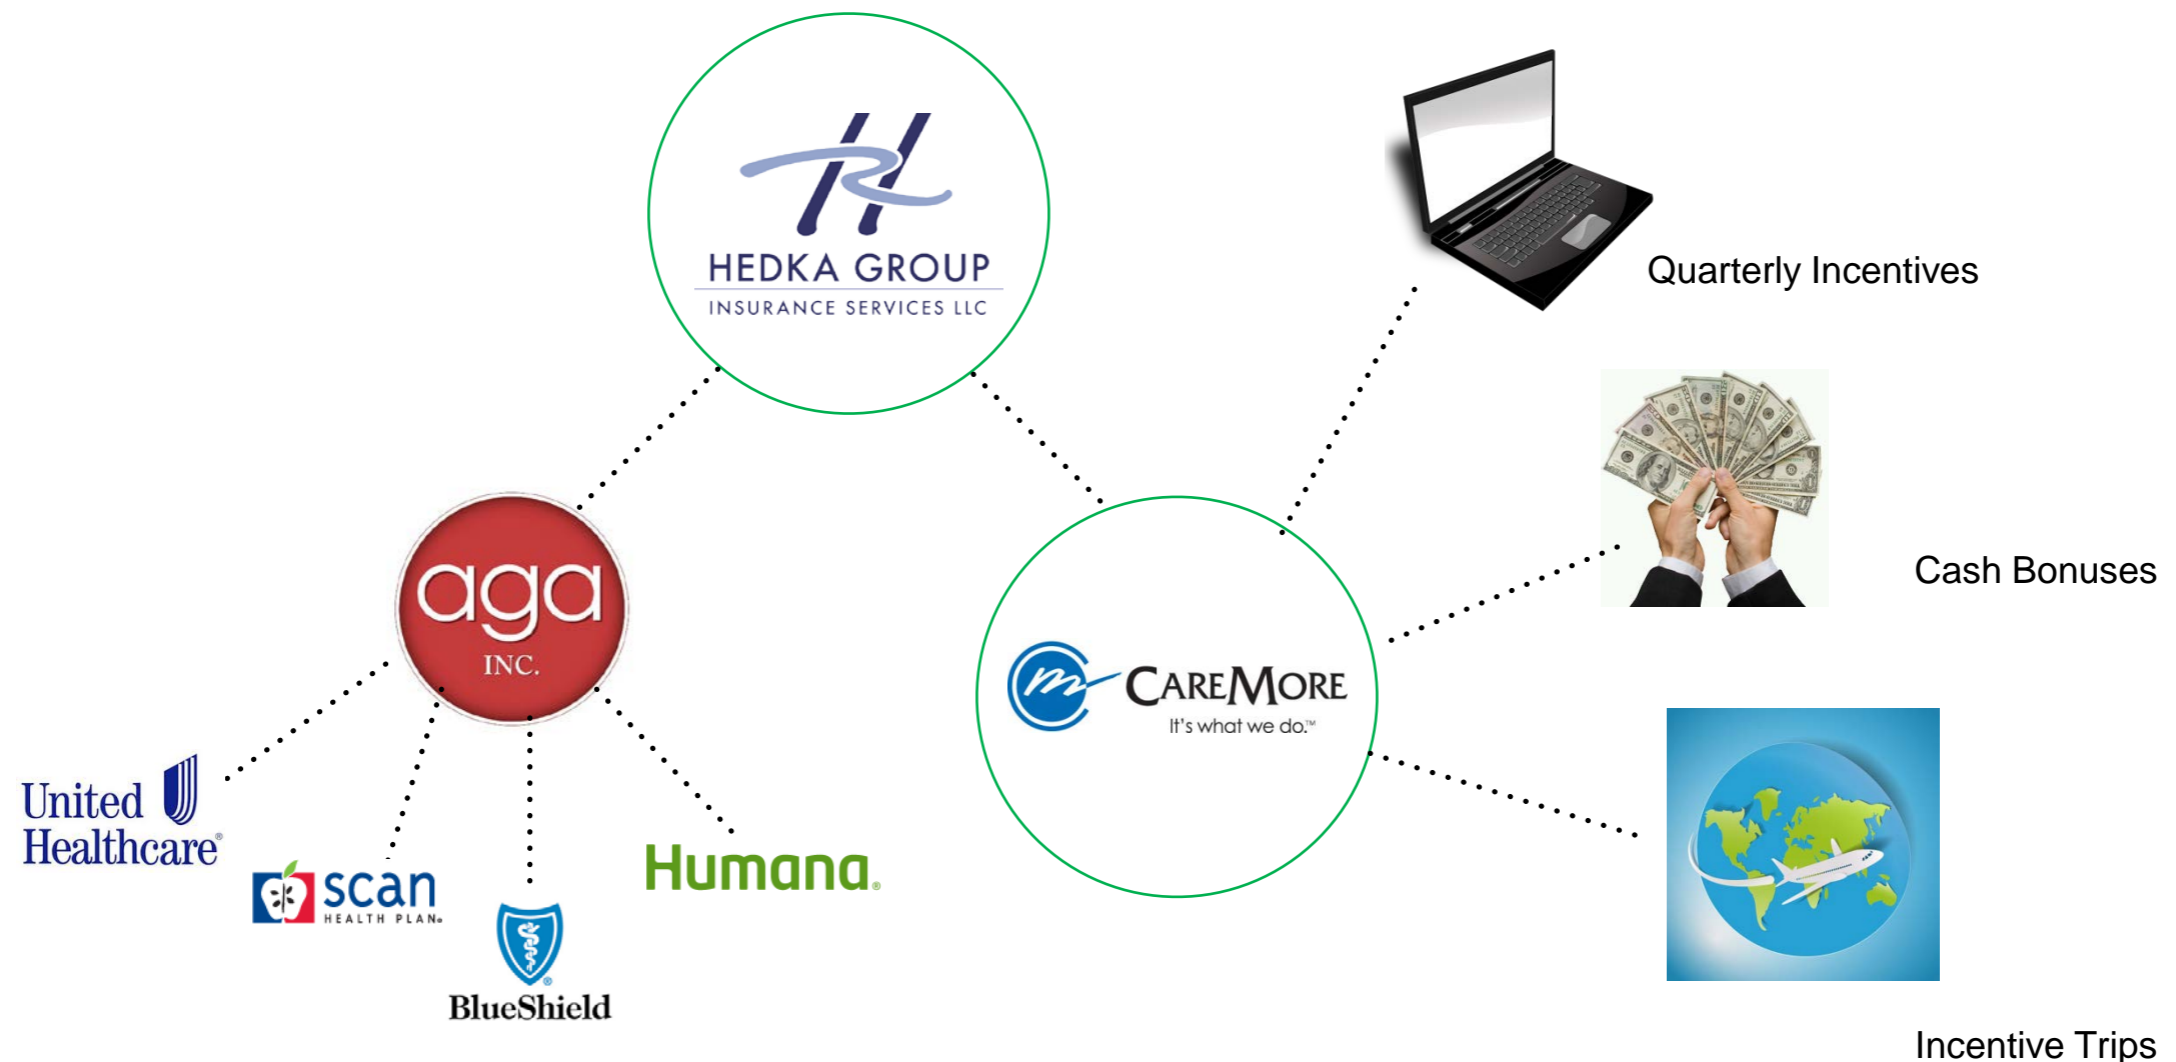 HEDKA GROUP
INSURANCE SERVICES LLC
Quarterly Incentives
Cash Bonuses
aga
INC.
CAREMORE
It's what we do.™
United
Healthcare®
scan
HEALTH PLAN®
BlueShield
®
Humana®
Incentive Trips